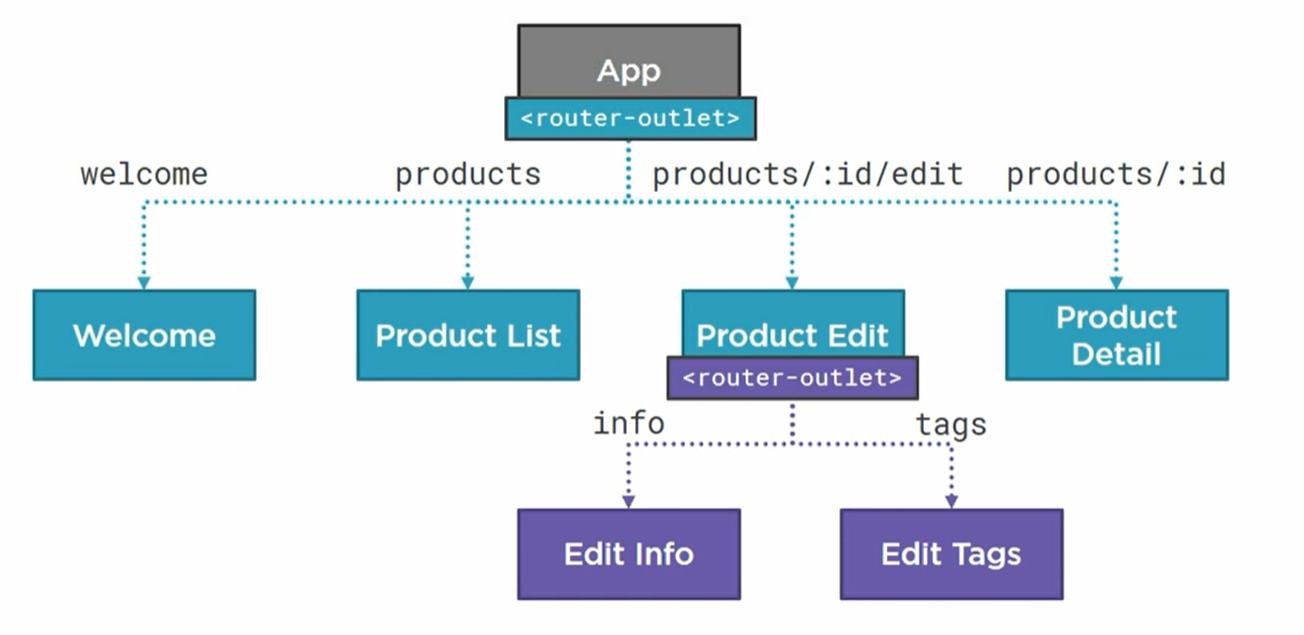 App
<router-outlet>
welcome
products
products/:id/edit
products/:id
Welcome
Product List
Product Edit
Product
Detail
<router-outlet>
info
tags
Edit Info
Edit Tags